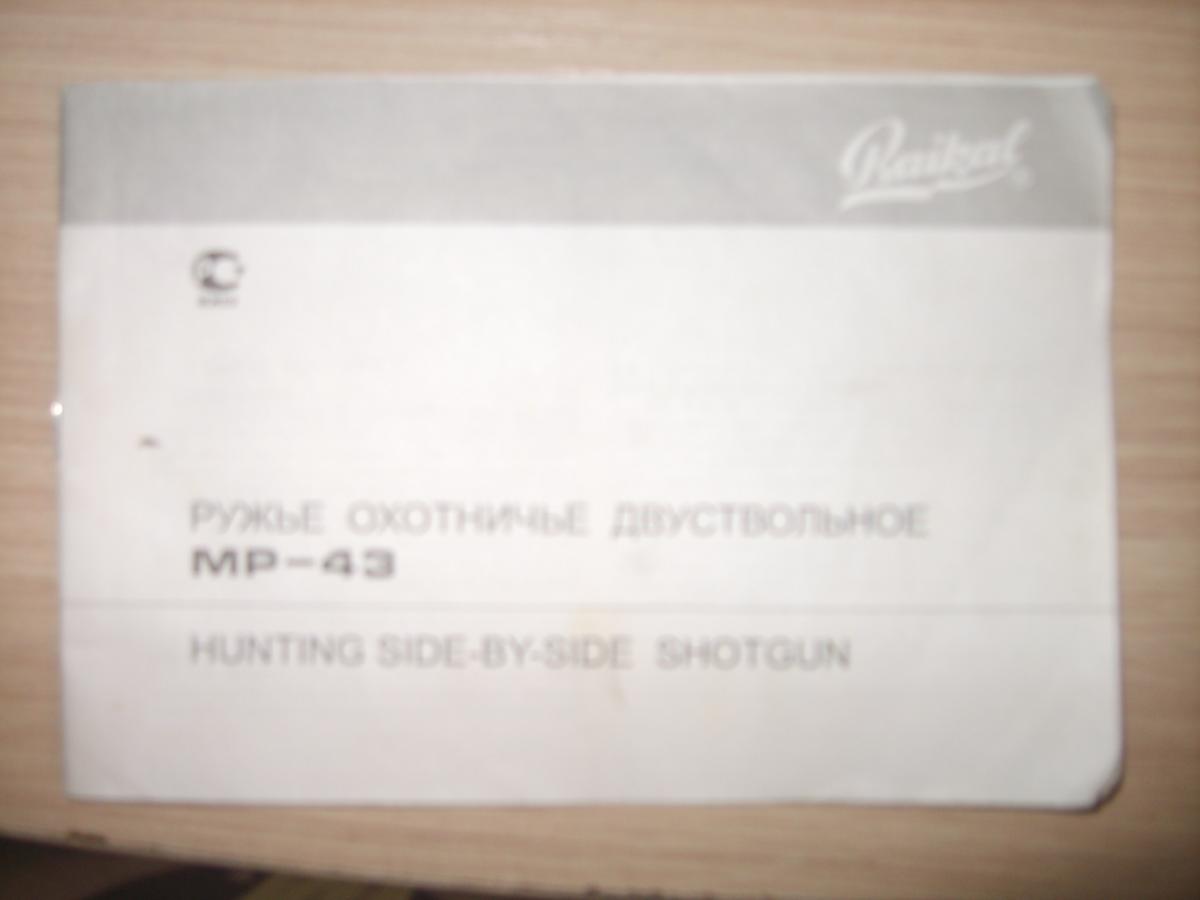 Baikal
РУЖЬЕ ОХОТНИЧЬЕ ДВУСТВОЛЬНОЕ
МР-43
HUNTING SIDE-BY-SIDE SHOTGUN